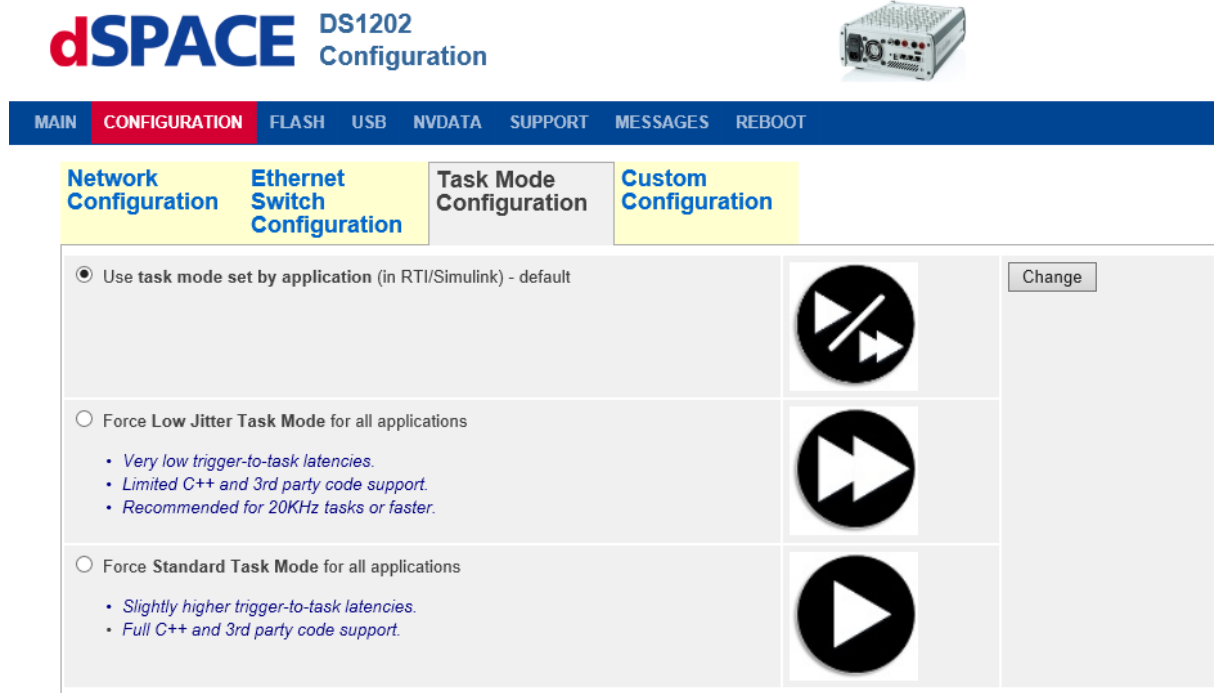 dSPACE DS1202
Configuration
MAIN CONFIGURATION FLASH USB NVDATA SUPPORT MESSAGES REBOOT
Network
Configuration
Ethernet
Switch
Configuration
Task Mode
Configuration
Custom
Configuration
Use task mode set by application (in RTI/Simulink) - default
Change
Force Low Jitter Task Mode for all applications
• Very low trigger-to-task latencies.
• Limited C++ and 3rd party code support.
• Recommended for 20KHz tasks or faster.
Force Standard Task Mode for all applications
• Slightly higher trigger-to-task latencies.
• Full C++ and 3rd party code support.